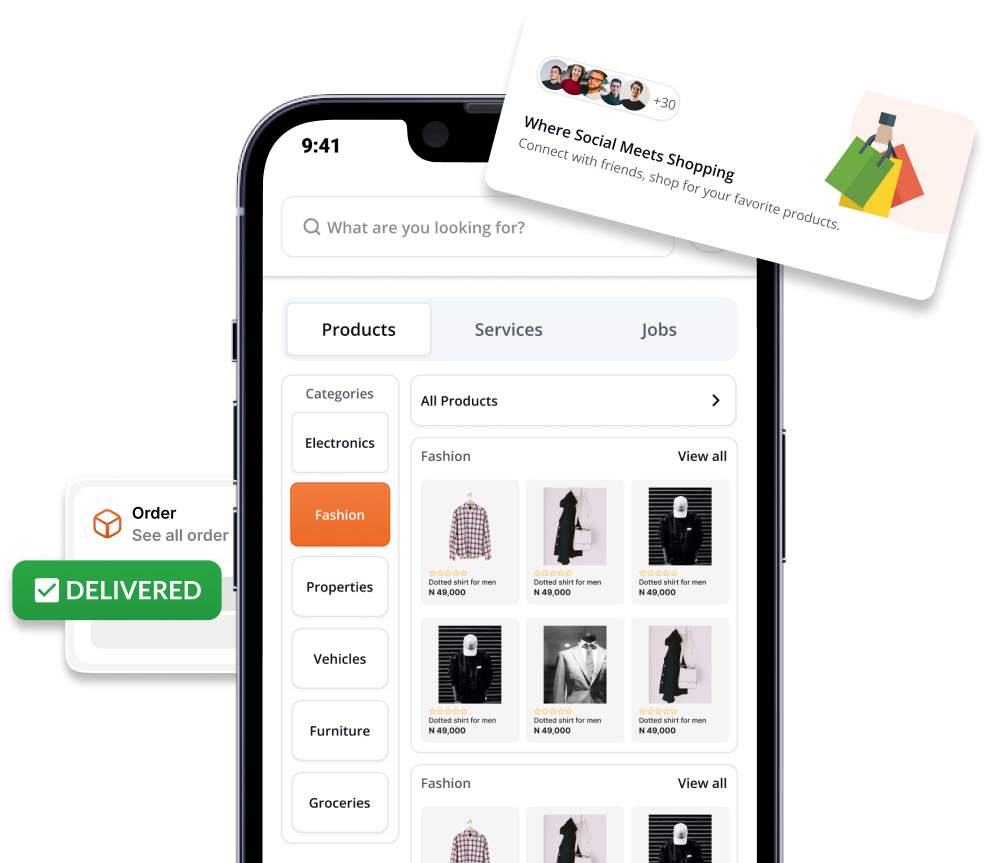 +30
Where Social Meets Shopping
Connect with friends, shop for your favorite products.
9:41
What are you looking for?
Products
Services
Jobs
Categories
Electronics
Fashion
Properties
Vehicles
Furniture
Groceries
All Products
Fashion
View all
Dotted shirt for men
N 49,000
Dotted shirt for men
N 49,000
Dotted shirt for men
N 49,000
Dotted shirt for men
N 49,000
Dotted shirt for men
N 49,000
Dotted shirt for men
N 49,000
Fashion
View all
Order
See all order
DELIVERED